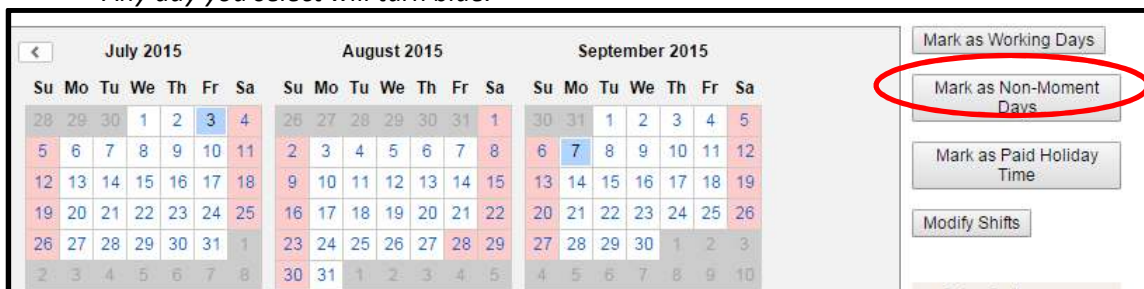 July 2015 August 2015 September 2015
Su Mo Tu We Th Fr Sa Su Mo Tu We Th Fr Sa Su Mo Tu We Th Fr Sa
28 29 30 1 2 3 4 26 27 28 29 30 31 1 30 31 1 2 3 4 5
5 6 7 8 9 10 11 2 3 4 5 6 7 8 6 7 8 9 10 11 12
12 13 14 15 16 17 18 9 10 11 12 13 14 15 13 14 15 16 17 18 19
19 20 21 22 23 24 25 16 17 18 19 20 21 22 20 21 22 23 24 25 26
26 27 28 29 30 31 1 23 24 25 26 27 28 29 27 28 29 30 1 2 3
2 3 4 5 6 7 8 30 31 1 2 3 4 5 4 5 6 7 8 9 10
Mark as Working Days
Mark as Non-Moment
Days
Mark as Paid Holiday
Time
Modify Shifts